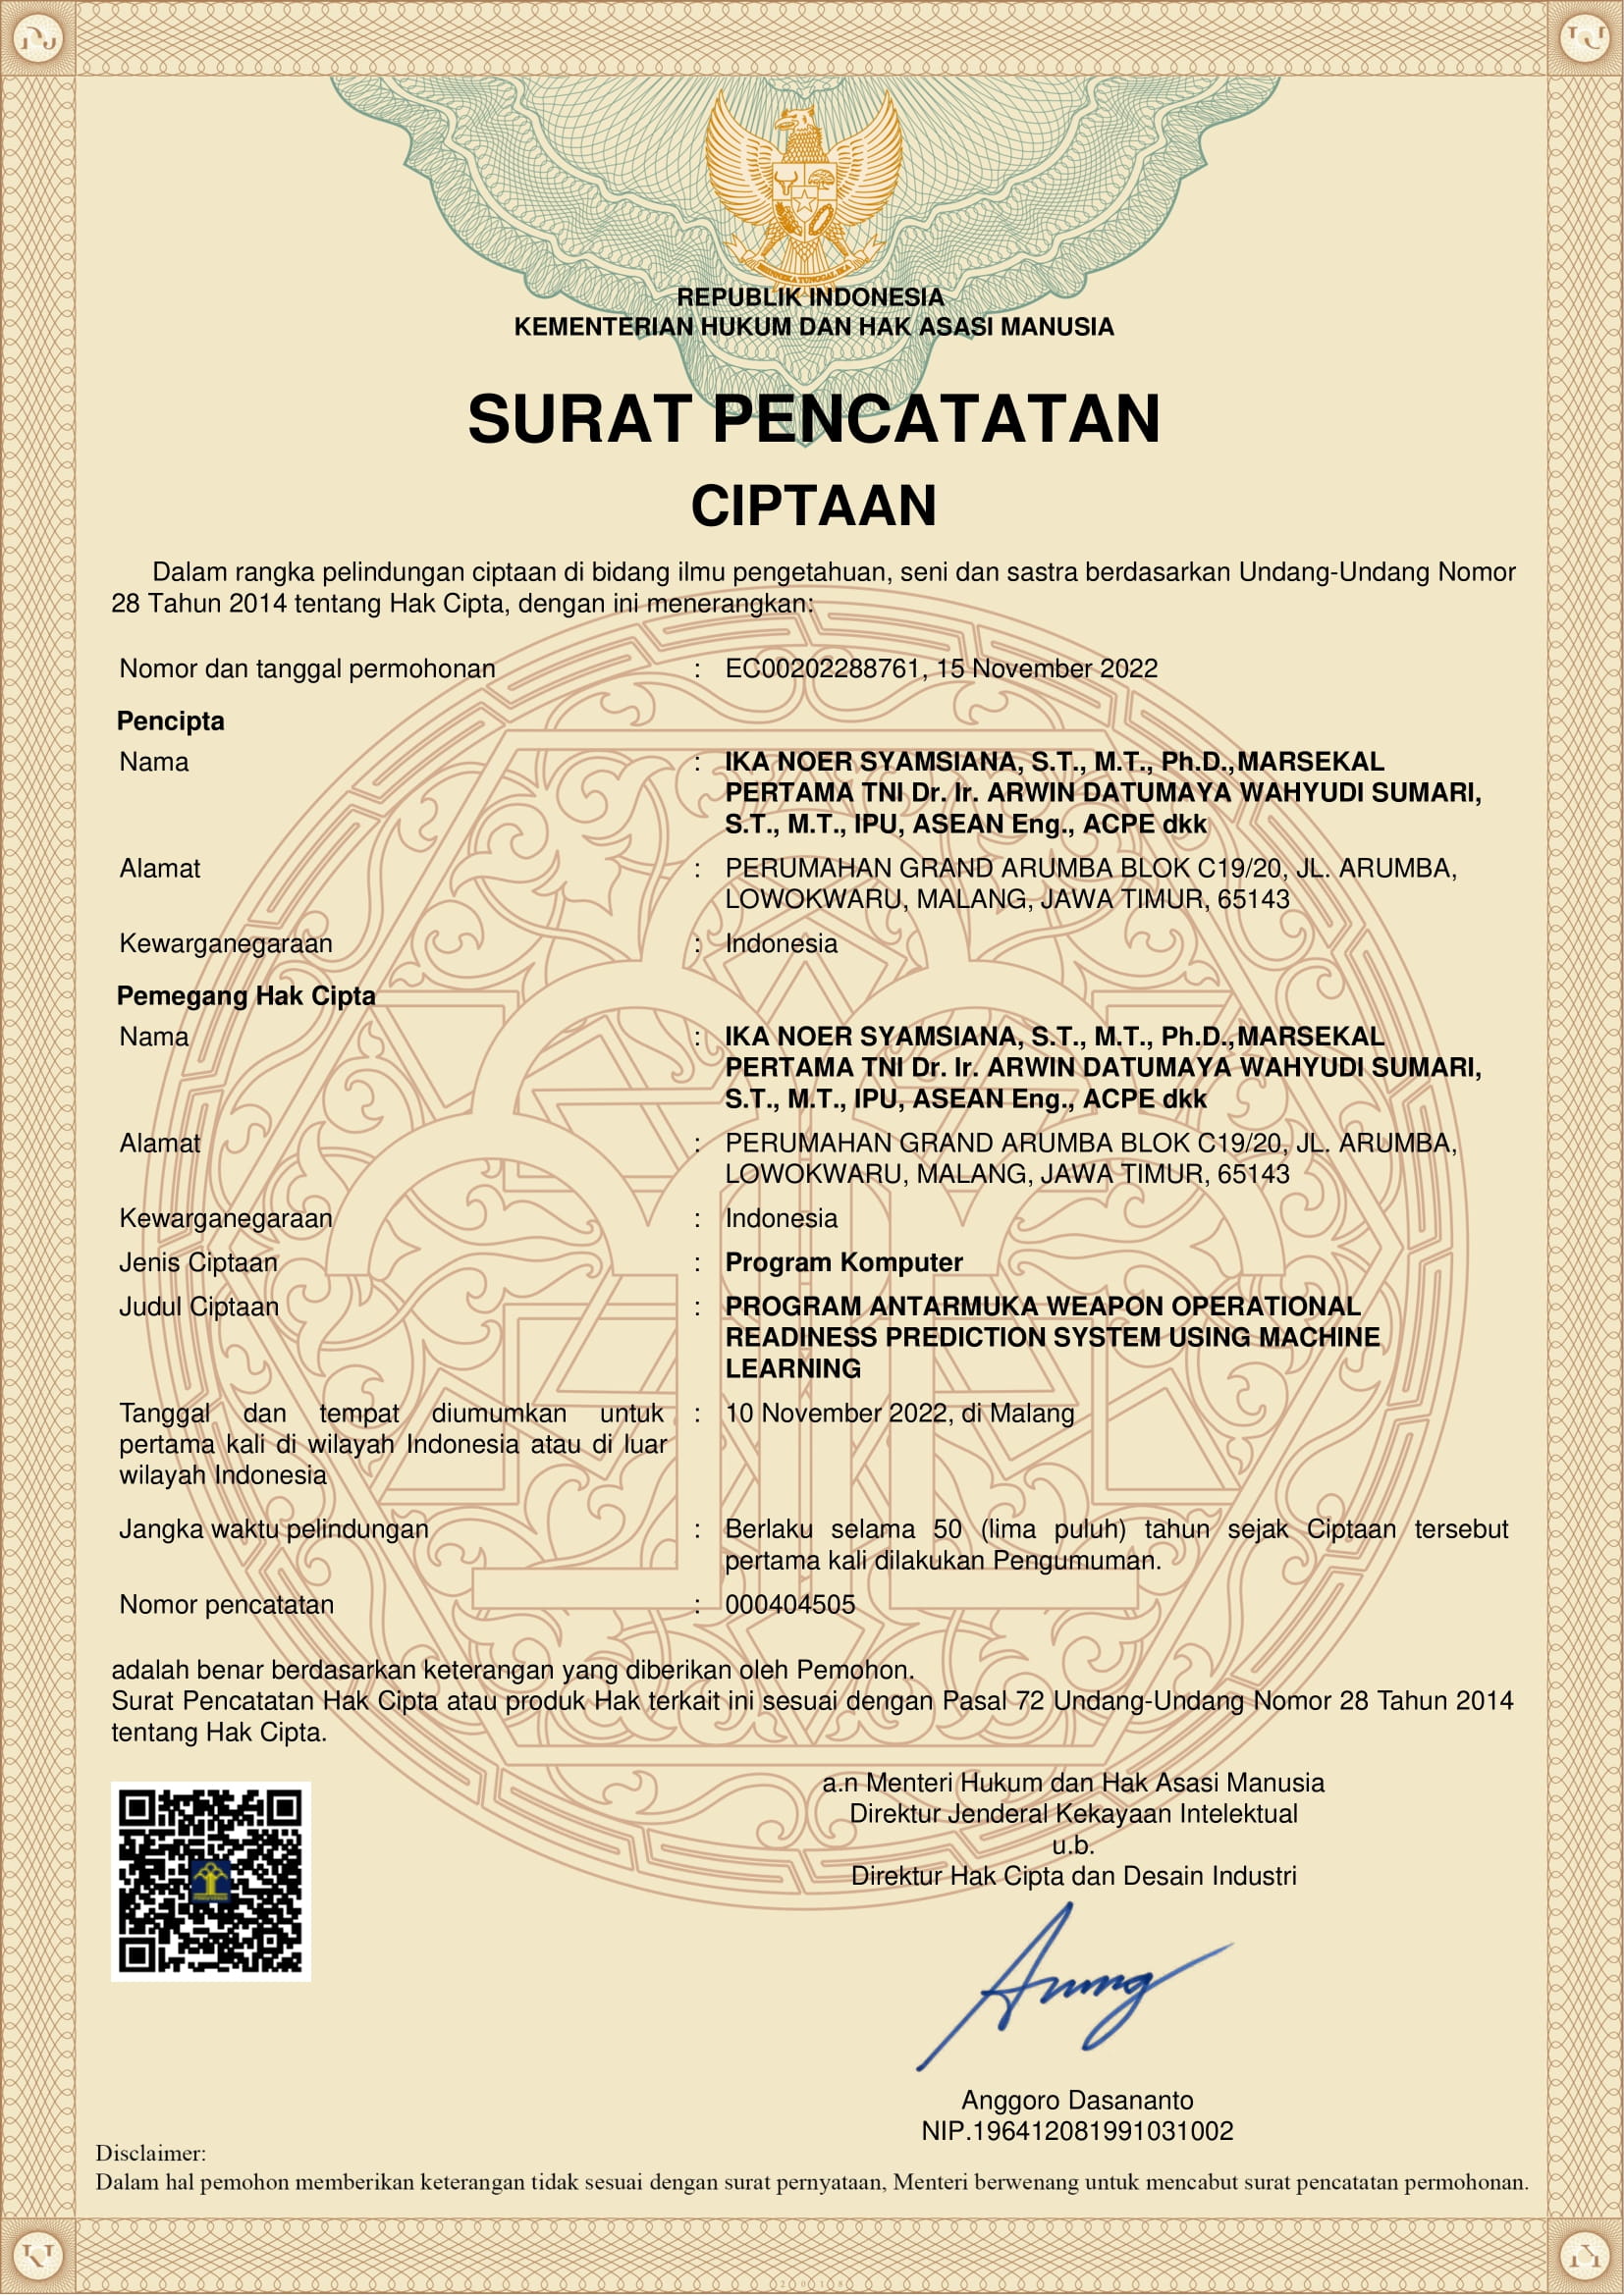 BHINNEKA TUNGGAL IKA
REPUBLIK INDONESIA
KEMENTERIAN HUKUM DAN HAK ASASI MANUSIA
SURAT PENCATATAN
CIPTAAN
Dalam rangka pelindungan ciptaan di bidang ilmu pengetahuan, seni dan sastra berdasarkan Undang-Undang Nomor
28 Tahun 2014 tentang Hak Cipta, dengan ini menerangkan:
Nomor dan tanggal permohonan : EC00202288761, 15 November 2022
Pencipta
Nama : IKA NOER SYAMSIANA, S.T., M.T., Ph.D.,MARSEKAL
PERTAMA TNI Dr. Ir. ARWIN DATUMAYA WAHYUDI SUMARI,
S.T., M.T., IPU, ASEAN Eng., ACPE dkk
Alamat : PERUMAHAN GRAND ARUMBA BLOK C19/20, JL. ARUMBA,
LOWOKWARU, MALANG, JAWA TIMUR, 65143
Kewarganegaraan : Indonesia
Pemegang Hak Cipta
Nama : IKA NOER SYAMSIANA, S.T., M.T., Ph.D.,MARSEKAL
PERTAMA TNI Dr. Ir. ARWIN DATUMAYA WAHYUDI SUMARI,
S.T., M.T., IPU, ASEAN Eng., ACPE dkk
Alamat : PERUMAHAN GRAND ARUMBA BLOK C19/20, JL. ARUMBA,
LOWOKWARU, MALANG, JAWA TIMUR, 65143
Kewarganegaraan : Indonesia
Jenis Ciptaan : Program Komputer
Judul Ciptaan : PROGRAM ANTARMUKA WEAPON OPERATIONAL
READINESS PREDICTION SYSTEM USING MACHINE
LEARNING
Tanggal dan tempat diumumkan untuk : 10 November 2022, di Malang
pertama kali di wilayah Indonesia atau di luar
wilayah Indonesia
Jangka waktu pelindungan : Berlaku selama 50 (lima puluh) tahun sejak Ciptaan tersebut
pertama kali dilakukan Pengumuman.
Nomor pencatatan : 000404505
adalah benar berdasarkan keterangan yang diberikan oleh Pemohon.
Surat Pencatatan Hak Cipta atau produk Hak terkait ini sesuai dengan Pasal 72 Undang-Undang Nomor 28 Tahun 2014
tentang Hak Cipta.
a.n Menteri Hukum dan Hak Asasi Manusia
Direktur Jenderal Kekayaan Intelektual
u.b.
Direktur Hak Cipta dan Desain Industri
Anggoro Dasananto
NIP.196412081991031002
Disclaimer:
Dalam hal pemohon memberikan keterangan tidak sesuai dengan surat pernyataan, Menteri berwenang untuk mencabut surat pencatatan permohonan.